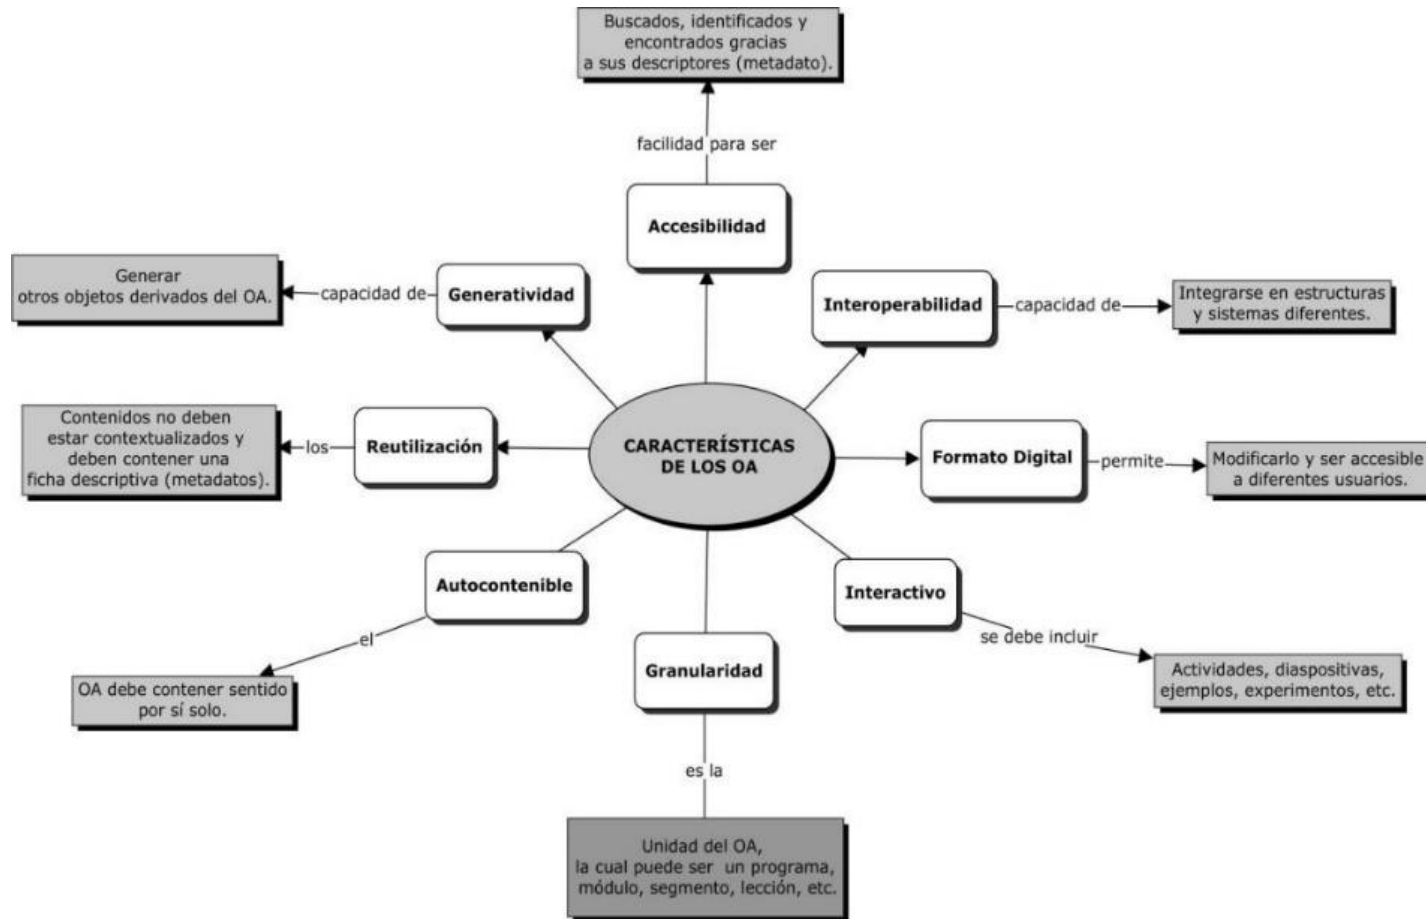 Buscados, identificados y
encontrados gracias
a sus descriptores (metadato).
facilidad para ser
Accesibilidad
Generar
otros objetos derivados del OA.
capacidad de
Generatividad
Interoperabilidad
capacidad de
Integrarse en estructuras
y sistemas diferentes.
Contenidos no deben
estar contextualizados y
deben contener una
ficha descriptiva (metadatos).
los
Reutilización
CARACTERÍSTICAS
DE LOS OA
Formato Digital
permite
Modificarlo y ser accesible
a diferentes usuarios.
Autocontenible
el
OA debe contener sentido
por sí solo.
Interactivo
se debe incluir
Actividades, diaspositivas,
ejemplos, experimentos, etc.
Granularidad
es la
Unidad del OA,
la cual puede ser un programa,
módulo, segmento, lección, etc.